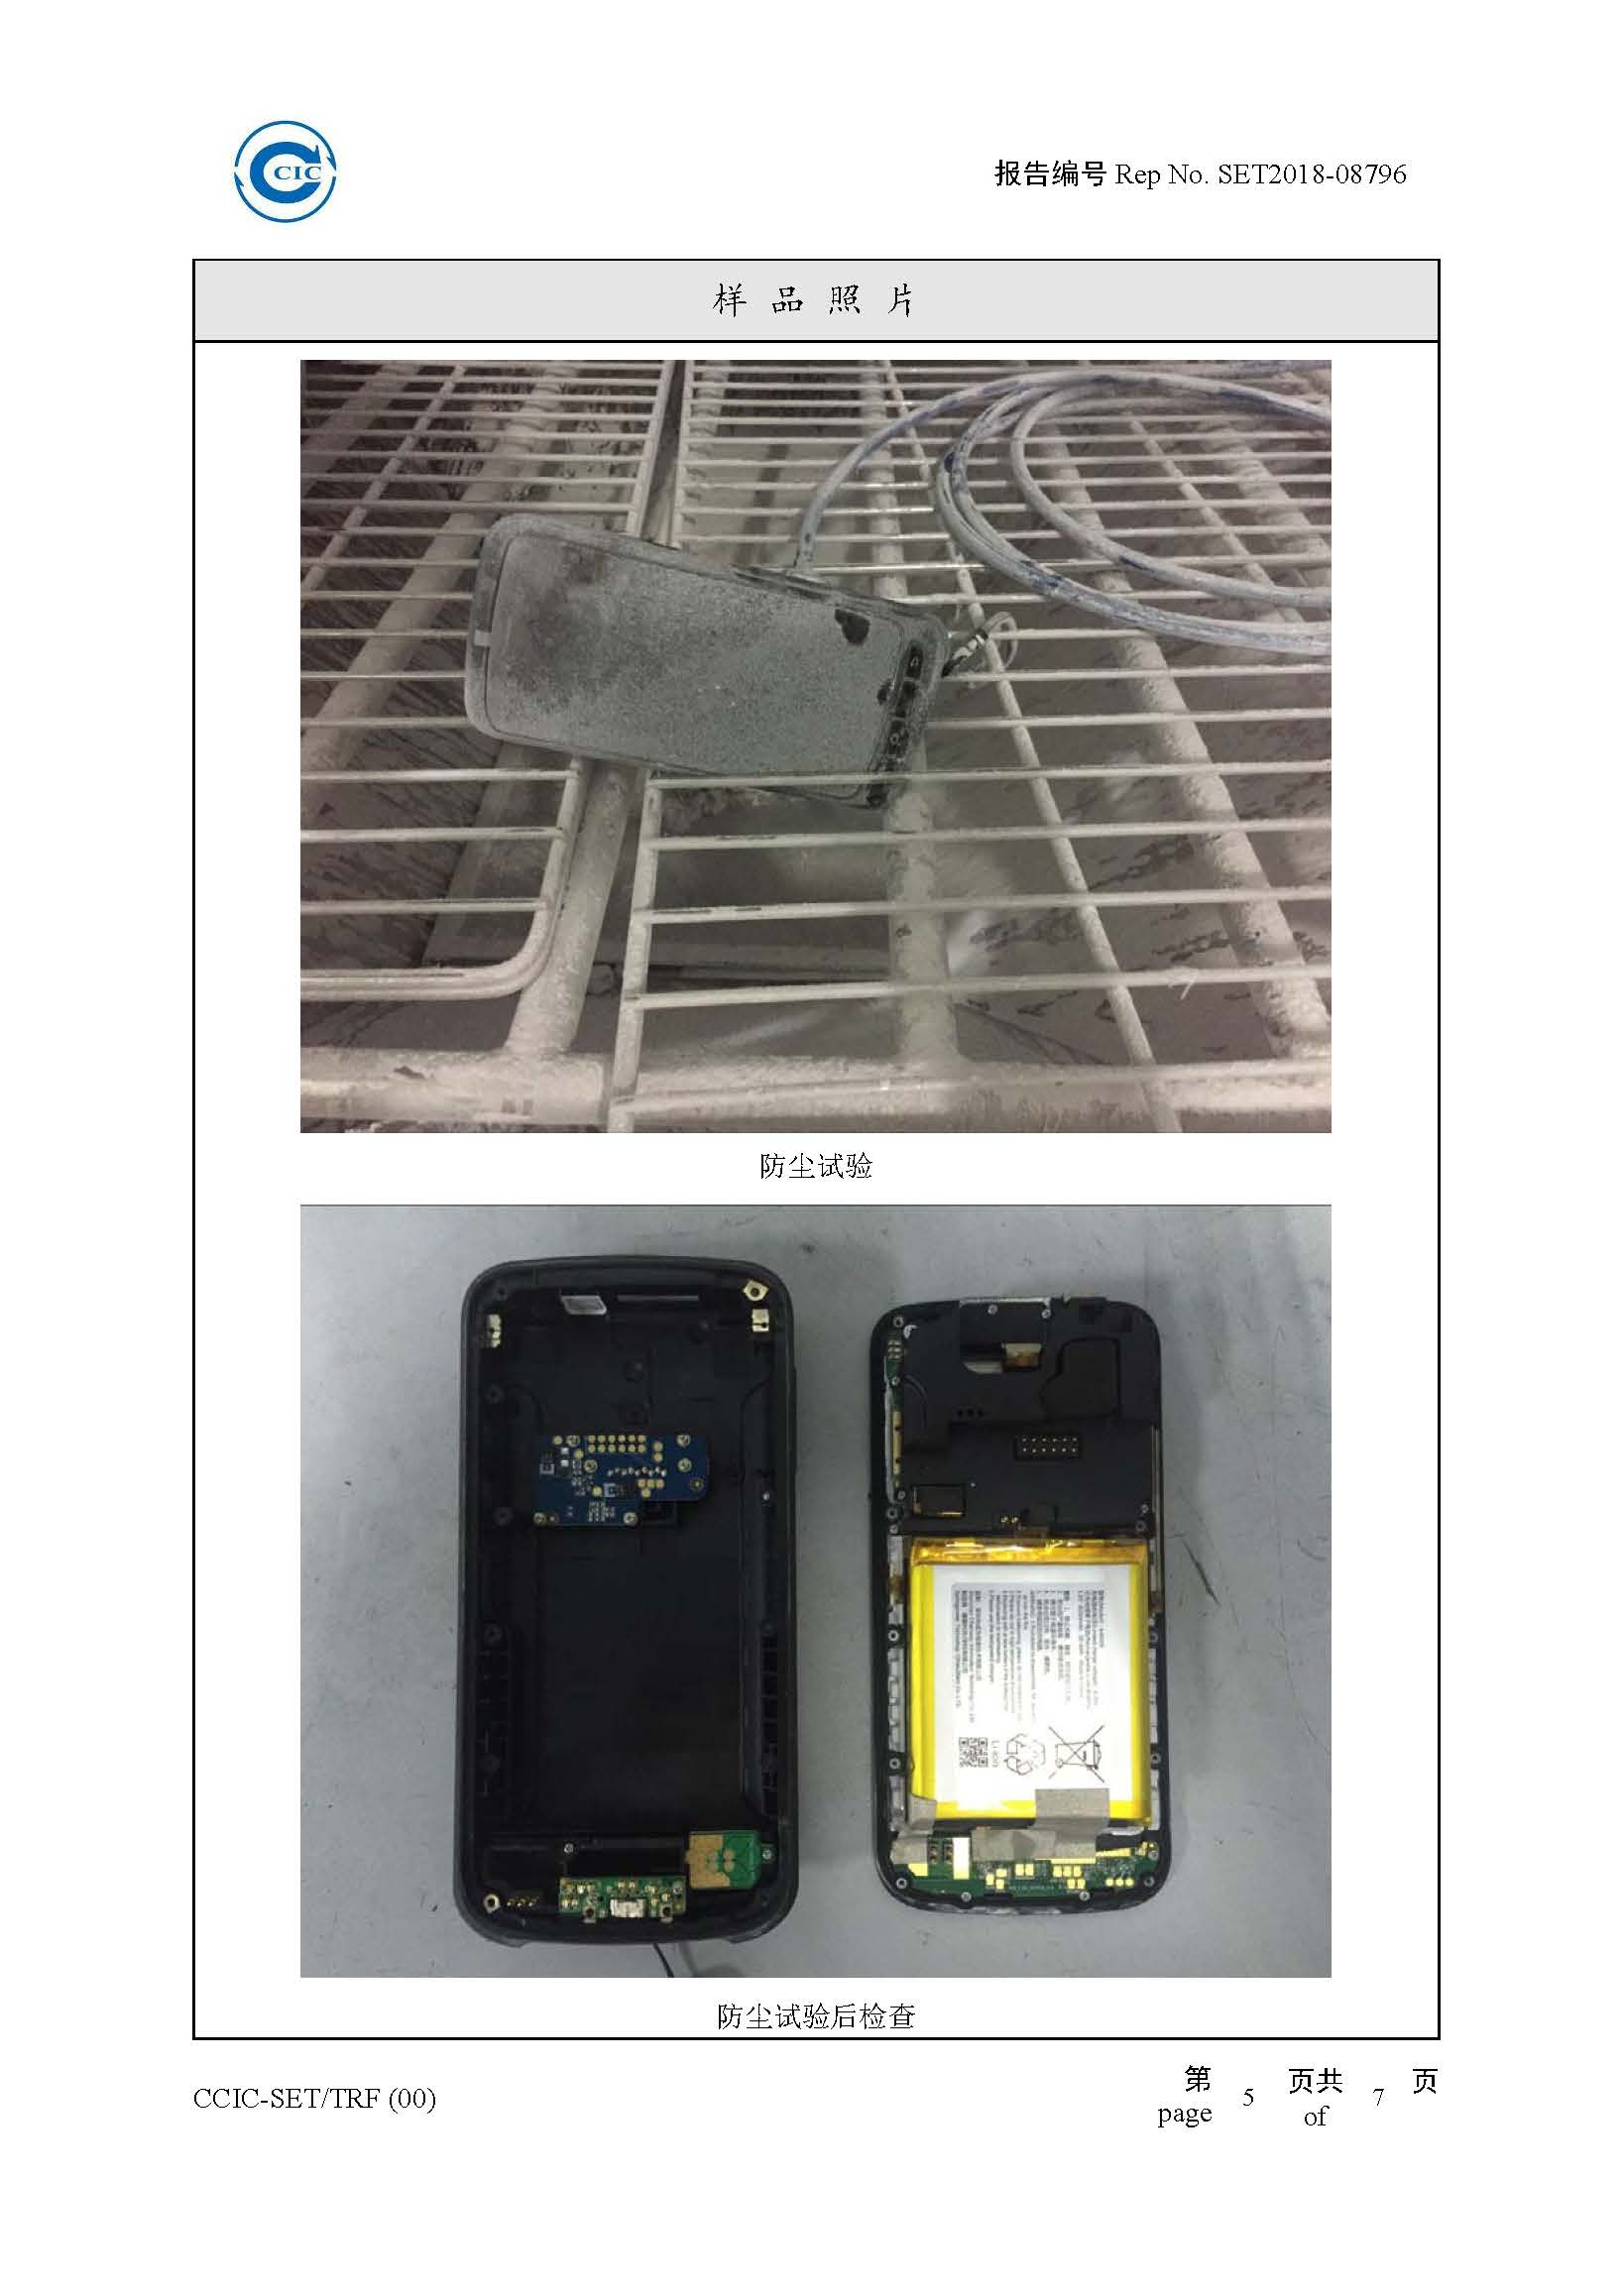 CCIC
报告编号 Rep No. SET2018-08796
样 品 照 片
防尘试验
防尘试验后检查
CCIC-SET/TRF (00)
第 5 页共 7 页
page of